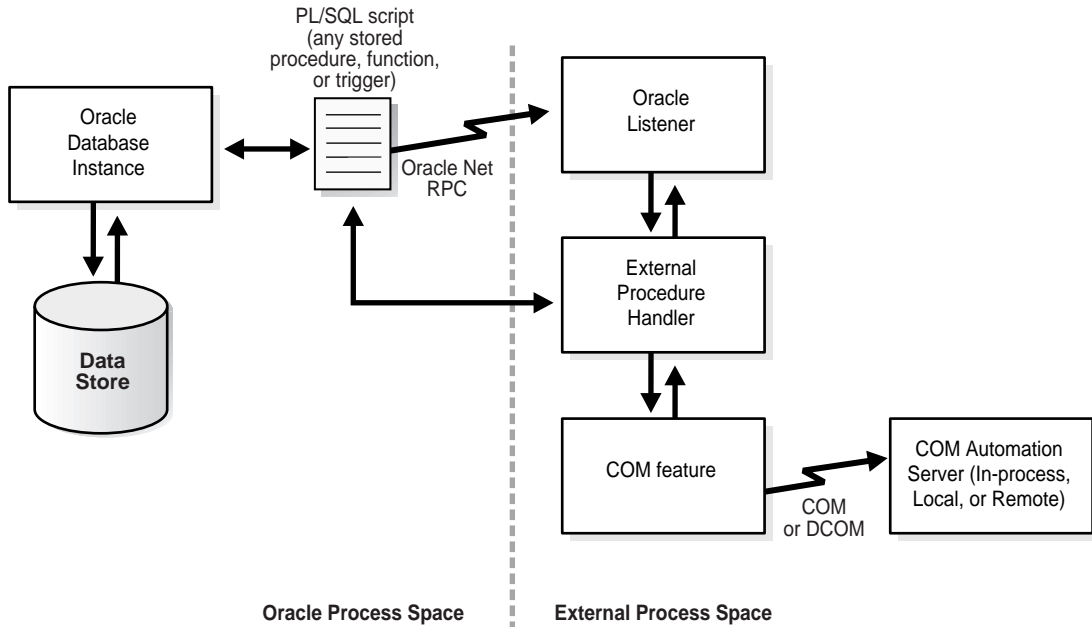 PL/SQL script
(any stored
procedure, function,
or trigger)
Oracle
Database
Instance
Oracle
Listener
Oracle Net
RPC
External
Procedure
Handler
Data
Store
COM feature
COM Automation
Server (In-process,
Local, or Remote)
COM
or DCOM
Oracle Process Space
External Process Space